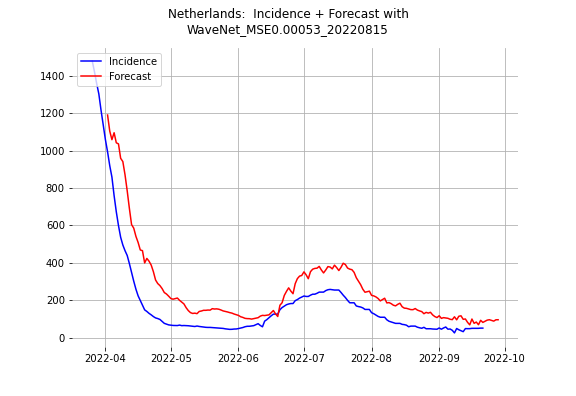 Netherlands:  Incidence + Forecast with
WaveNet_MSE0.00053_20220815
Incidence
Forecast
1400
1200
1000
800
600
400
200
0
2022-04 2022-05 2022-06 2022-07 2022-08 2022-09 2022-10